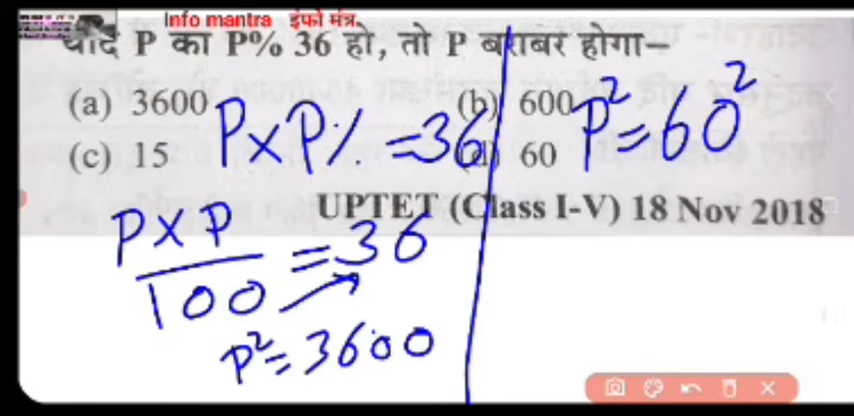 Info mantra इंफो मंत्र.
यदि P का P% 36 हो, तो P बराबर होगा–
(a) 3600 (b) 600
(c) 15 (d) 60
P×P% = 36
P² = 60²
UPTET (Class I-V) 18 Nov 2018
P×P
100
= 36
P² = 3600